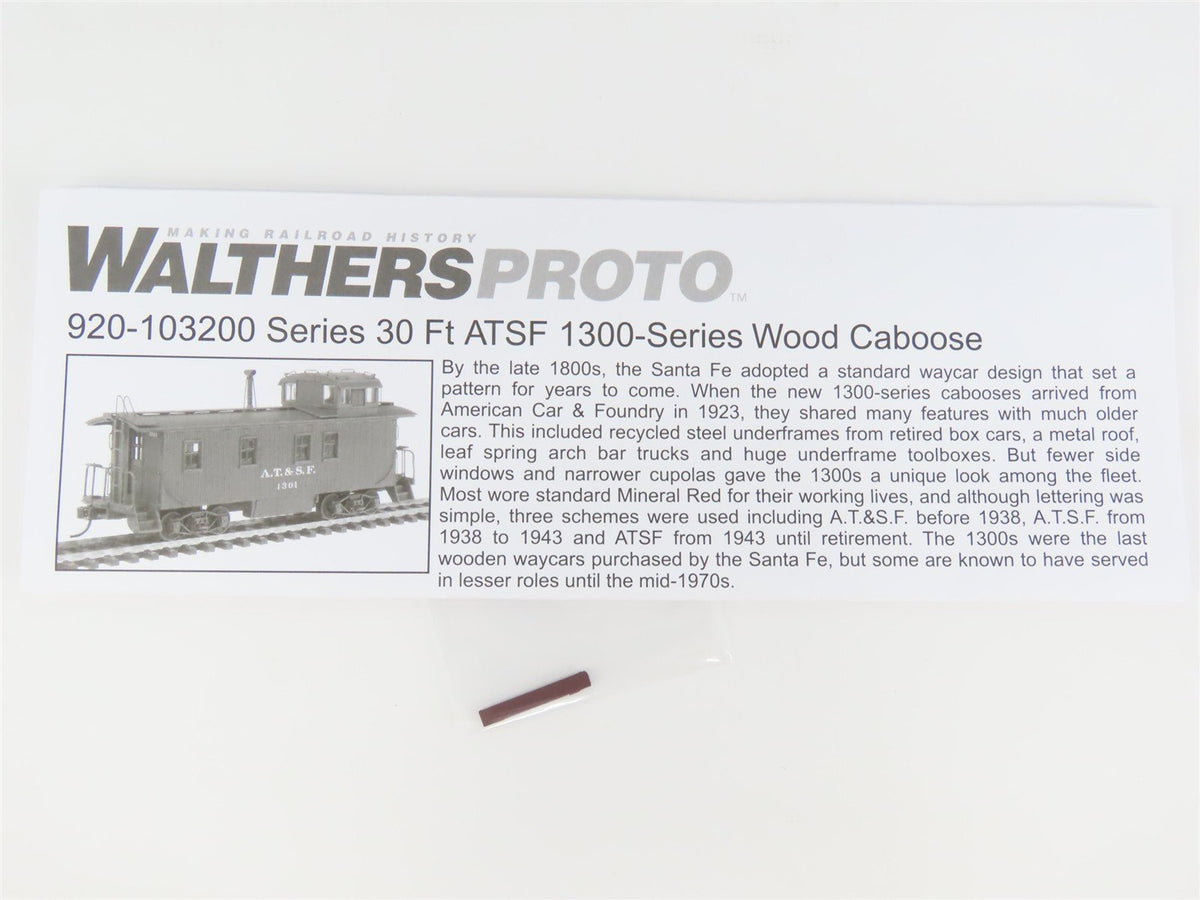 MAKING RAILROAD HISTORY
WALTHERSPROTO™
920-103200 Series 30 Ft ATSF 1300-Series Wood Caboose
A.T.&S.F.
1301
By the late 1800s, the Santa Fe adopted a standard waycar design that set a
pattern for years to come. When the new 1300-series cabooses arrived from
American Car & Foundry in 1923, they shared many features with much older
cars. This included recycled steel underframes from retired box cars, a metal roof,
leaf spring arch bar trucks and huge underframe toolboxes. But fewer side
windows and narrower cupolas gave the 1300s a unique look among the fleet.
Most wore standard Mineral Red for their working lives, and although lettering was
simple, three schemes were used including A.T.&S.F. before 1938, A.T.S.F. from
1938 to 1943 and ATSF from 1943 until retirement. The 1300s were the last
wooden waycars purchased by the Santa Fe, but some are known to have served
in lesser roles until the mid-1970s.